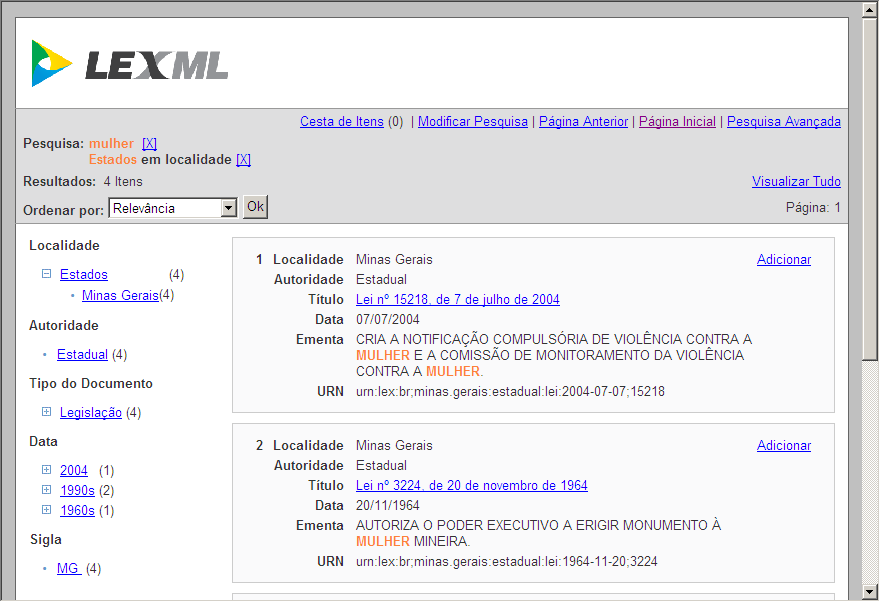 LEXML
Cesta de Itens (0) | Modificar Pesquisa | Página Anterior | Página Inicial | Pesquisa Avançada
Pesquisa: mulher [X]
Estados em localidade [X]
Resultados: 4 Itens
Visualizar Tudo
Ordenar por: Relevância Ok
Página: 1
Localidade
Estados (4)
Minas Gerais(4)
Autoridade
Estadual (4)
Tipo do Documento
Legislação (4)
Data
2004 (1)
1990s (2)
1960s (1)
Sigla
MG (4)
1 Localidade Minas Gerais Adicionar
Autoridade Estadual
Título Lei nº 15218, de 7 de julho de 2004
Data 07/07/2004
Ementa CRIA A NOTIFICAÇÃO COMPULSÓRIA DE VIOLÊNCIA CONTRA A
MULHER E A COMISSÃO DE MONITORAMENTO DA VIOLÊNCIA
CONTRA A MULHER.
URN urn:lex:br;minas.gerais:estadual:lei:2004-07-07;15218
2 Localidade Minas Gerais Adicionar
Autoridade Estadual
Título Lei nº 3224, de 20 de novembro de 1964
Data 20/11/1964
Ementa AUTORIZA O PODER EXECUTIVO A ERIGIR MONUMENTO À
MULHER MINEIRA.
URN urn:lex:br;minas.gerais:estadual:lei:1964-11-20;3224